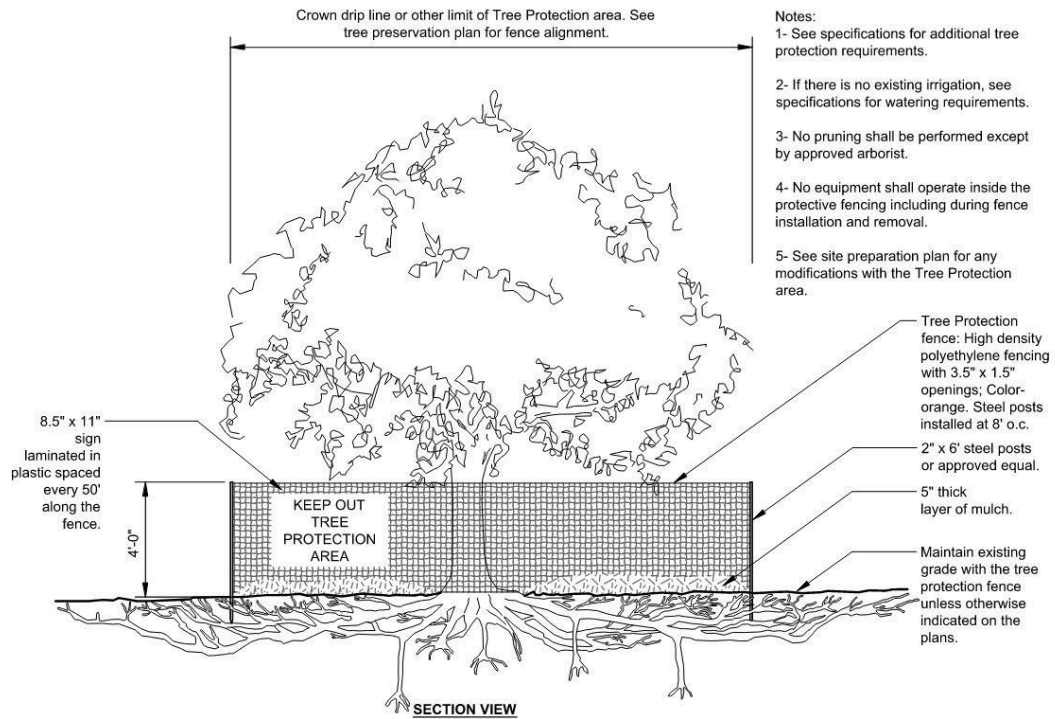 Crown drip line or other limit of Tree Protection area. See
tree preservation plan for fence alignment.
Notes:
1- See specifications for additional tree
protection requirements.
2- If there is no existing irrigation, see
specifications for watering requirements.
3- No pruning shall be performed except
by approved arborist.
4- No equipment shall operate inside the
protective fencing including during fence
installation and removal.
5- See site preparation plan for any
modifications with the Tree Protection
area.
Tree Protection
fence: High density
polyethylene fencing
with 3.5" x 1.5"
openings; Color-
orange. Steel posts
installed at 8' o.c.
2" x 6' steel posts
or approved equal.
5" thick
layer of mulch.
Maintain existing
grade with the tree
protection fence
unless otherwise
indicated on the
plans.
8.5" x 11"
sign
laminated in
plastic spaced
every 50'
along the
fence.
4'-0"
KEEP OUT
TREE
PROTECTION
AREA
SECTION VIEW